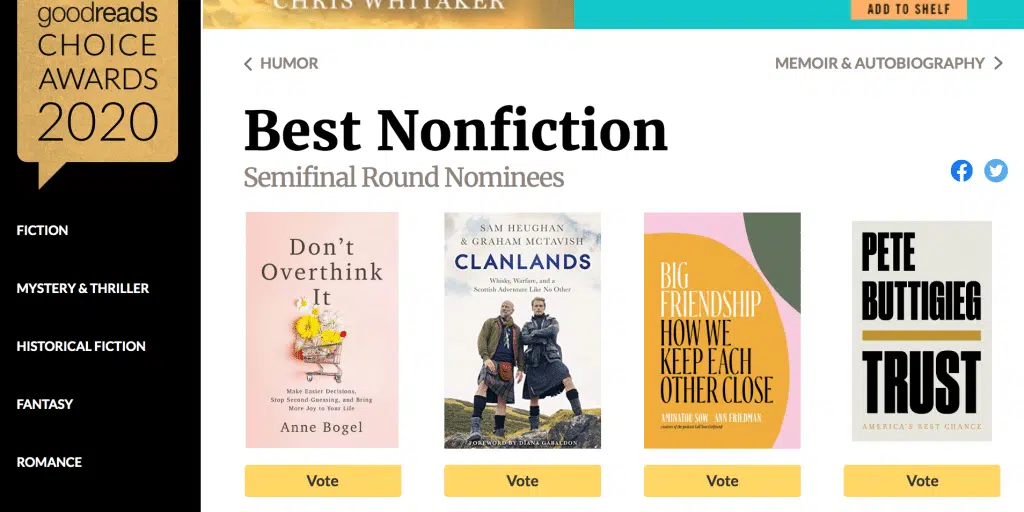 goodreads
CHOICE
AWARDS
2020
FICTION
MYSTERY & THRILLER
HISTORICAL FICTION
FANTASY
ROMANCE
CHRIS WHITAKER
ADD TO SHELF
HUMOR
MEMOIR & AUTOBIOGRAPHY
Best Nonfiction
Semifinal Round Nominees
Don't
Overthink
It
Make Easier Decisions,
Stop Second-Guessing, and Bring
More Joy to Your Life
Anne Bogel
Vote
SAM HEUGHAN
& GRAHAM MCTAVISH
CLANLANDS
Whisky, Warfare, and a
Scottish Adventure Like No Other
FOREWORD BY DIANA GABALDON
Vote
BIG
FRIENDSHIP
HOW WE
KEEP EACH
OTHER CLOSE
AMINATOU SOW ANN FRIEDMAN
creators of the podcast Call Your Girlfriend
Vote
PETE
BUTTIGIEG
TRUST
AMERICA'S BEST CHANCE
Vote